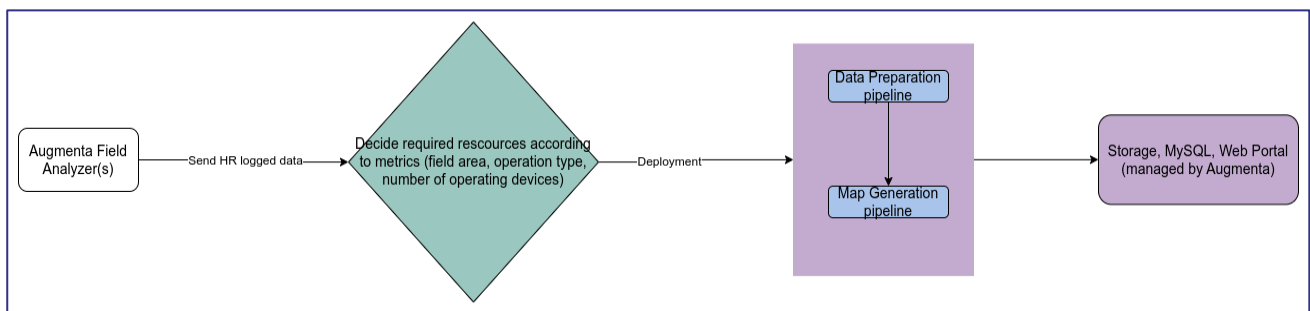 Augmenta Field
Analyzer(s)
Send HR logged data
Decide required rescources according
to metrics (field area, operation type,
number of operating devices)
Deployment
Data Preparation
pipeline
Map Generation
pipeline
Storage, MySQL, Web Portal
(managed by Augmenta)